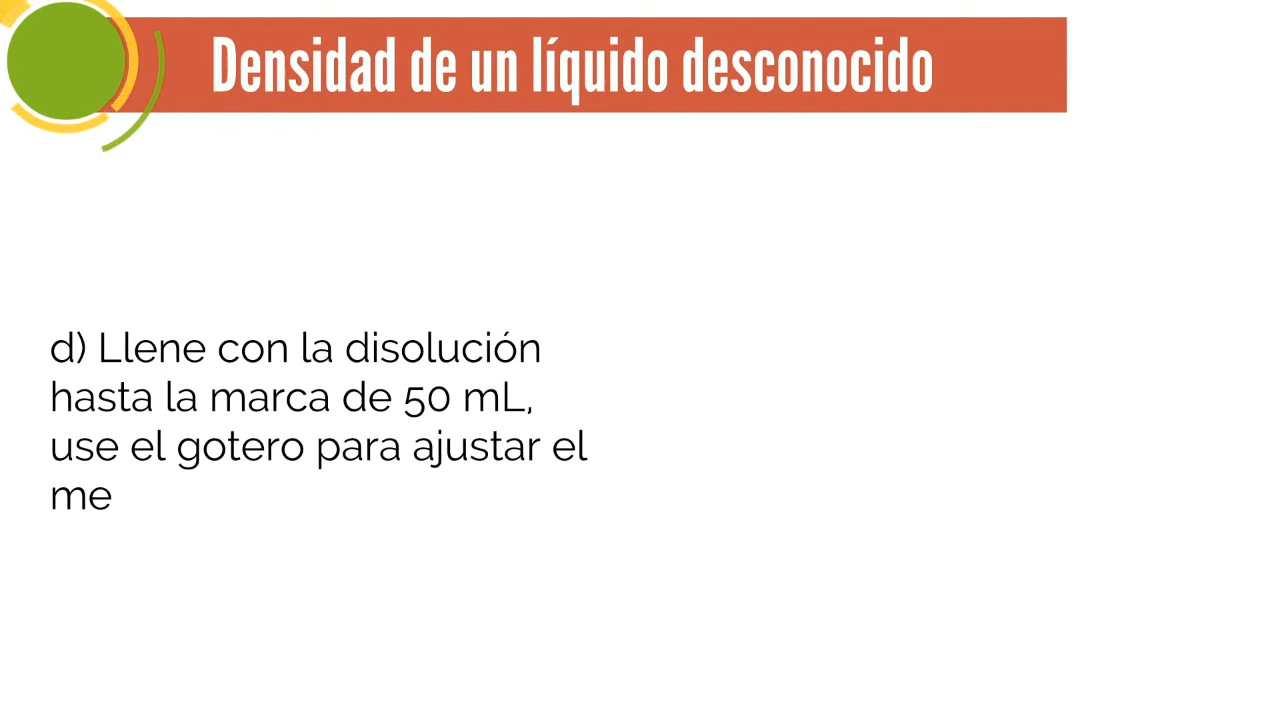 Densidad de un líquido desconocido
d) Llene con la disolución
hasta la marca de 50 mL,
use el gotero para ajustar el
me